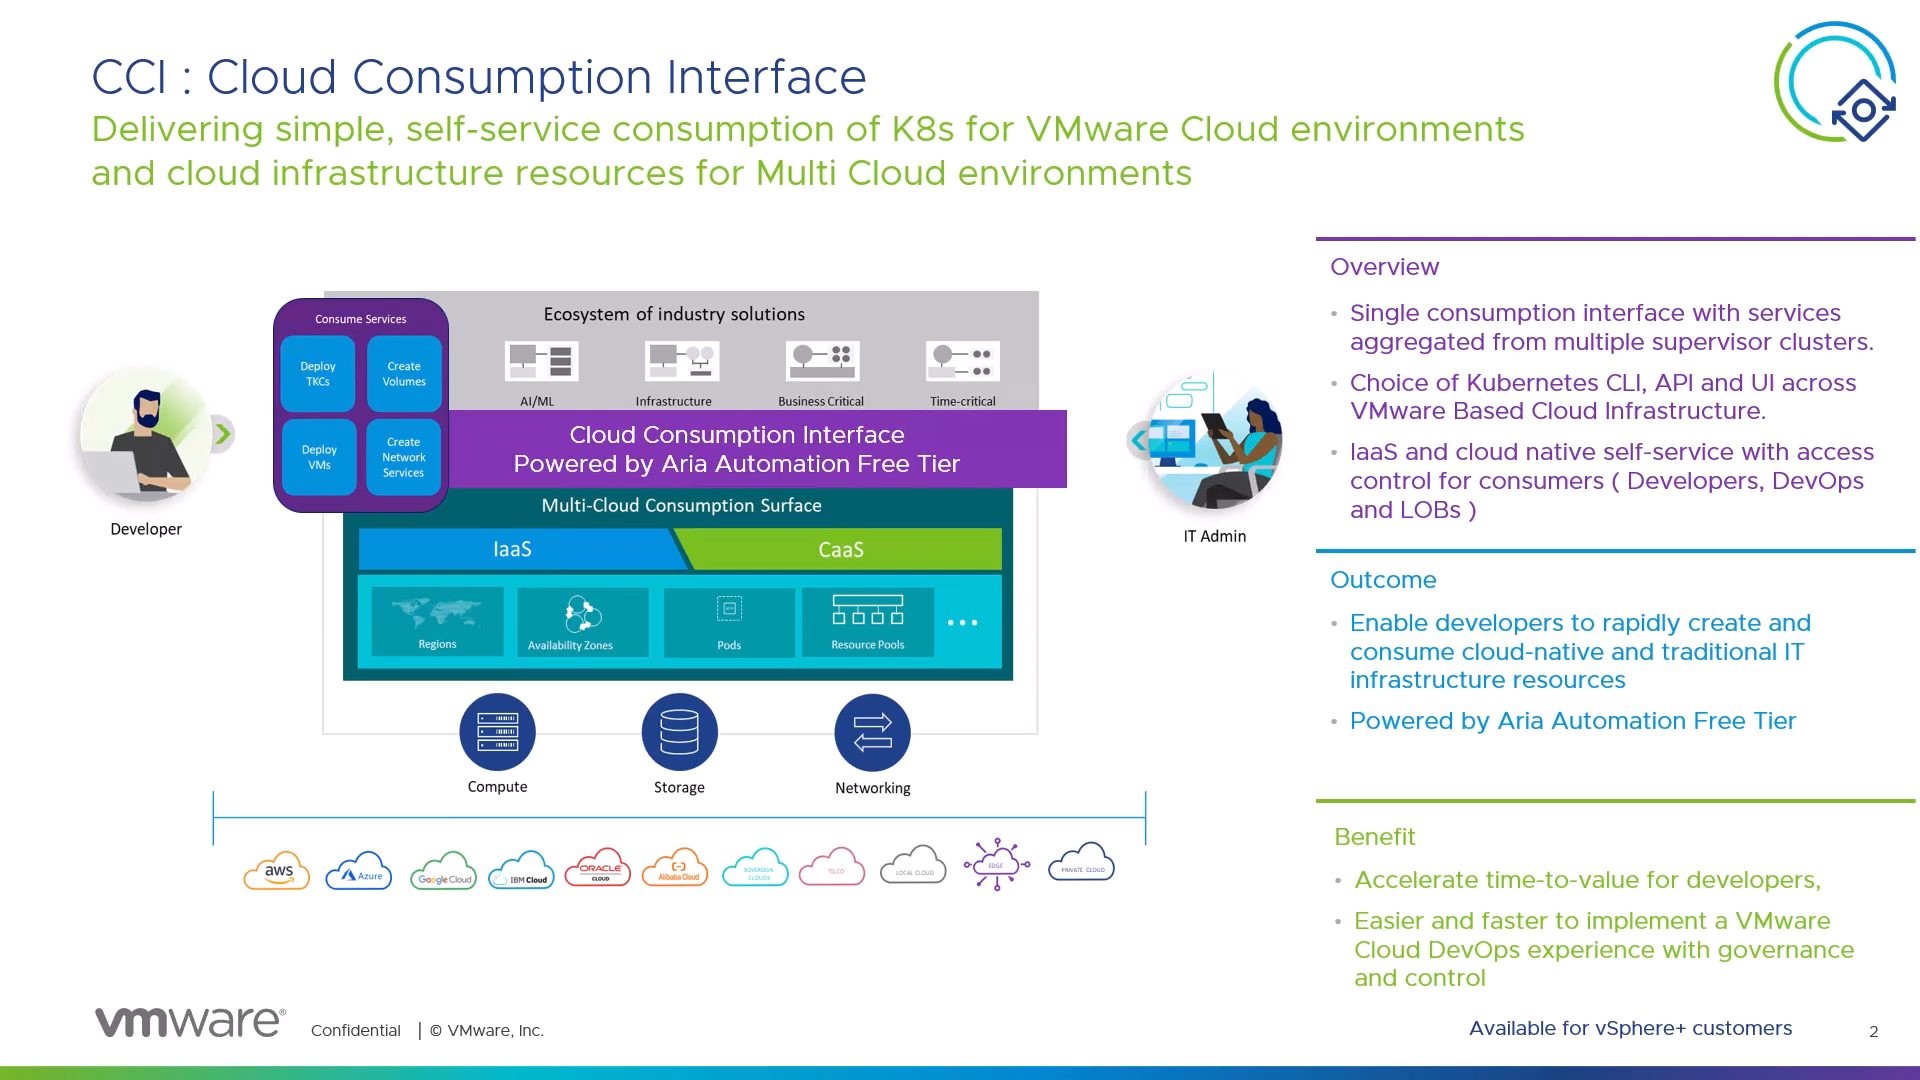 CCI : Cloud Consumption Interface
Delivering simple, self-service consumption of K8s for VMware Cloud environments
and cloud infrastructure resources for Multi Cloud environments
Consume Services
Deploy
TKCs
Create
Volumes
Deploy
VMs
Create
Network
Services
Ecosystem of industry solutions
AI/ML
Infrastructure
Business Critical
Time-critical
Cloud Consumption Interface
Powered by Aria Automation Free Tier
Multi-Cloud Consumption Surface
IaaS
CaaS
Regions
Availability Zones
Pods
Resource Pools
...
Developer
IT Admin
Compute
Storage
Networking
aws
Azure
Google Cloud
IBM Cloud
ORACLE
CLOUD
Alibaba Cloud
SOVEREIGN
CLOUDS
TELCO
LOCAL CLOUD
EDGE
PRIVATE CLOUD
Overview
• Single consumption interface with services
aggregated from multiple supervisor clusters.
• Choice of Kubernetes CLI, API and UI across
VMware Based Cloud Infrastructure.
• IaaS and cloud native self-service with access
control for consumers ( Developers, DevOps
and LOBs )
Outcome
• Enable developers to rapidly create and
consume cloud-native and traditional IT
infrastructure resources
• Powered by Aria Automation Free Tier
Benefit
• Accelerate time-to-value for developers,
• Easier and faster to implement a VMware
Cloud DevOps experience with governance
and control
vmware®
Confidential | © VMware, Inc.
Available for vSphere+ customers
2